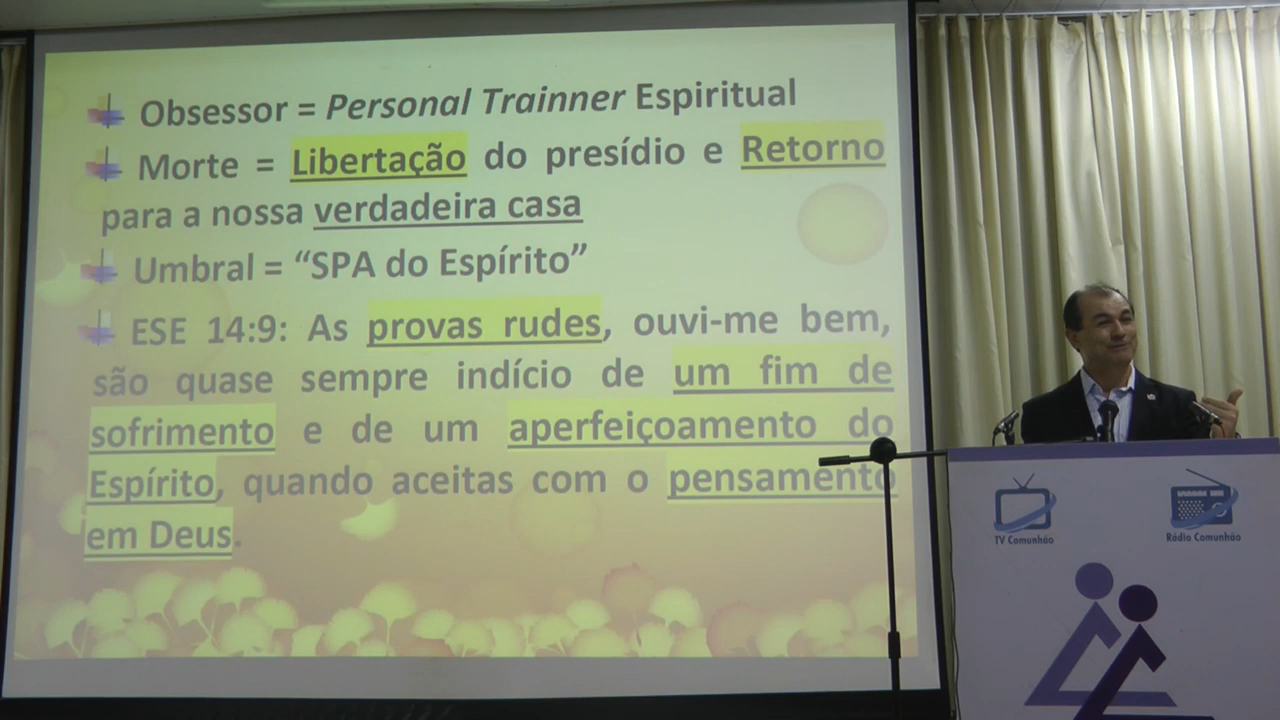 Obsessor = Personal Trainner Espiritual
Morte = Libertação do presídio e Retorno
para a nossa verdadeira casa
Umbral = “SPA do Espírito”
ESE 14:9: As provas rudes, ouvi-me bem,
são quase sempre indício de um fim de
sofrimento e de um aperfeiçoamento do
Espírito, quando aceitas com o pensamento
em Deus.
TV Comunhão
Rádio Comunhão